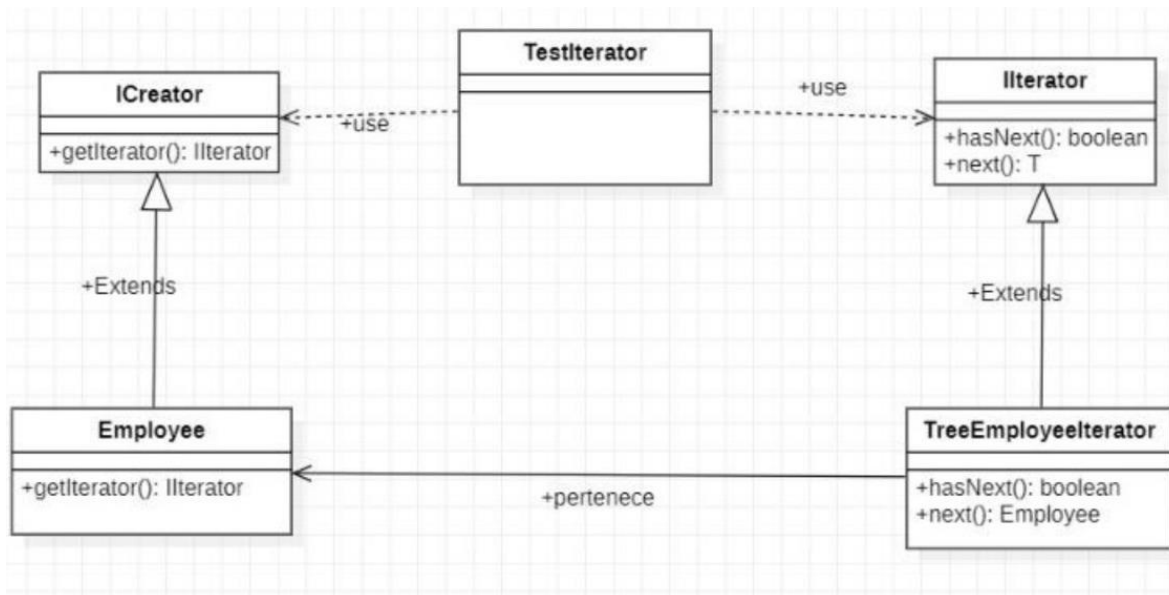 TestIterator
ICreator
IIterator
+use
+use
+getIterator(): IIterator
+hasNext(): boolean
+next(): T
+Extends
+Extends
Employee
TreeEmployeeIterator
+getIterator(): IIterator
+hasNext(): boolean
+next(): Employee
+pertenece